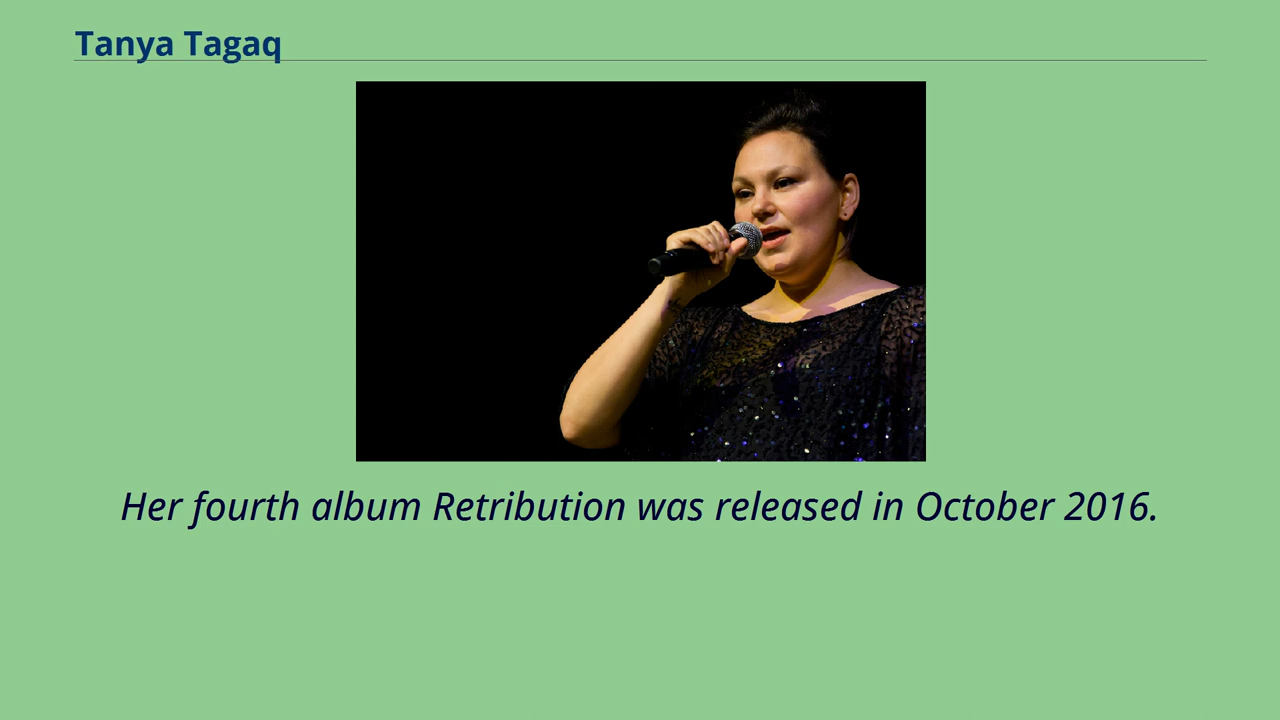 Tanya Tagaq
Her fourth album Retribution was released in October 2016.